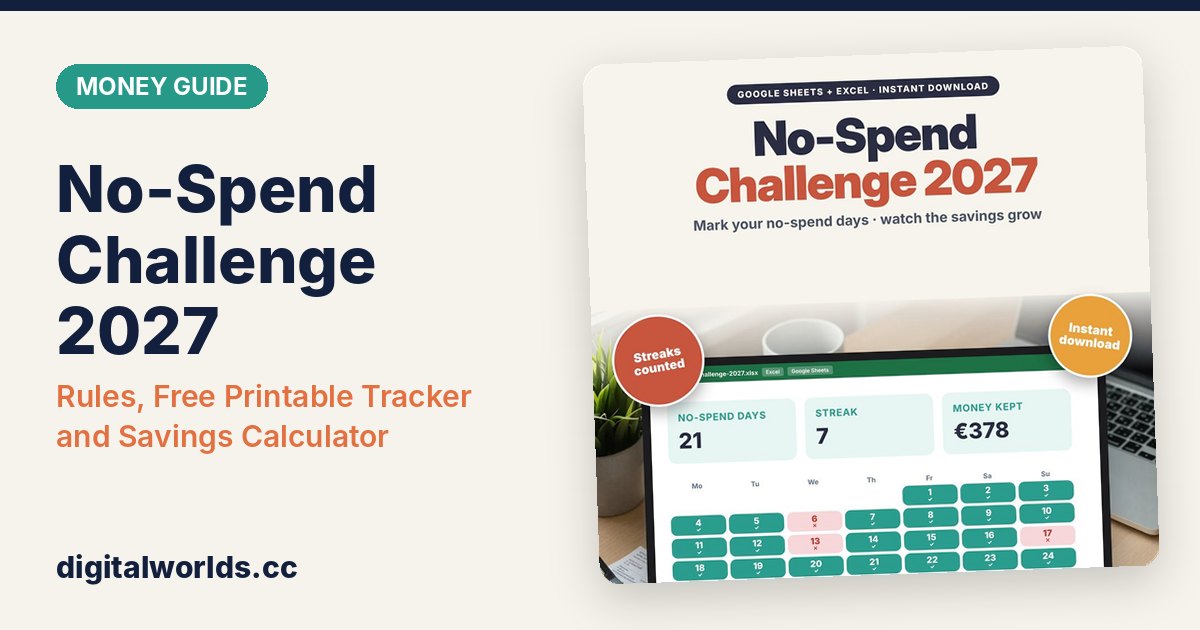 MONEY GUIDE
No-Spend
Challenge
2027
Rules, Free Printable Tracker
and Savings Calculator
digitalworlds.cc
GOOGLE SHEETS + EXCEL · INSTANT DOWNLOAD
No-Spend
Challenge 2027
Mark your no-spend days · watch the savings grow
Streaks
counted
Instant
download
allenge-2027.xlsx Excel Google Sheets
NO-SPEND DAYS STREAK MONEY KEPT
21 7 €378
Mo Tu We Th Fr Sa Su
1 2 3
✓ ✓ ✓
4 5 6 7 8 9 10
✓ ✓ × ✓ ✓ ✓ ✓
11 12 13 14 15 16 17
✓ ✓ × ✓ ✓ ✓ ×
18 19 20 21 22 23 24
✓ ✓ ✓ ✓ ✓ ✓ ✓